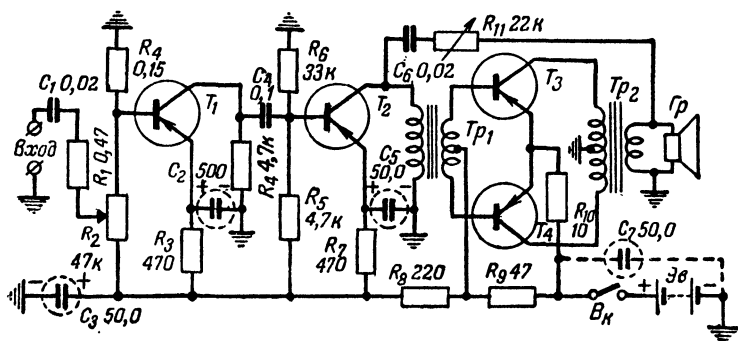 R4
0,15
C1 0,02
Вход
R1 0,47
R2
47к
C3 50,0
T1
C2
500
R3
470
C4
0,1
R4 4,7к
R6
33к
R5
4,7к
T2
C5
50,0
R7
470
C6 0,02
R11 22к
Тр1
T3
T4
Тр2
Гр
R10
10
C7 50,0
R8 220
R9 47
Вк
+ Эв -